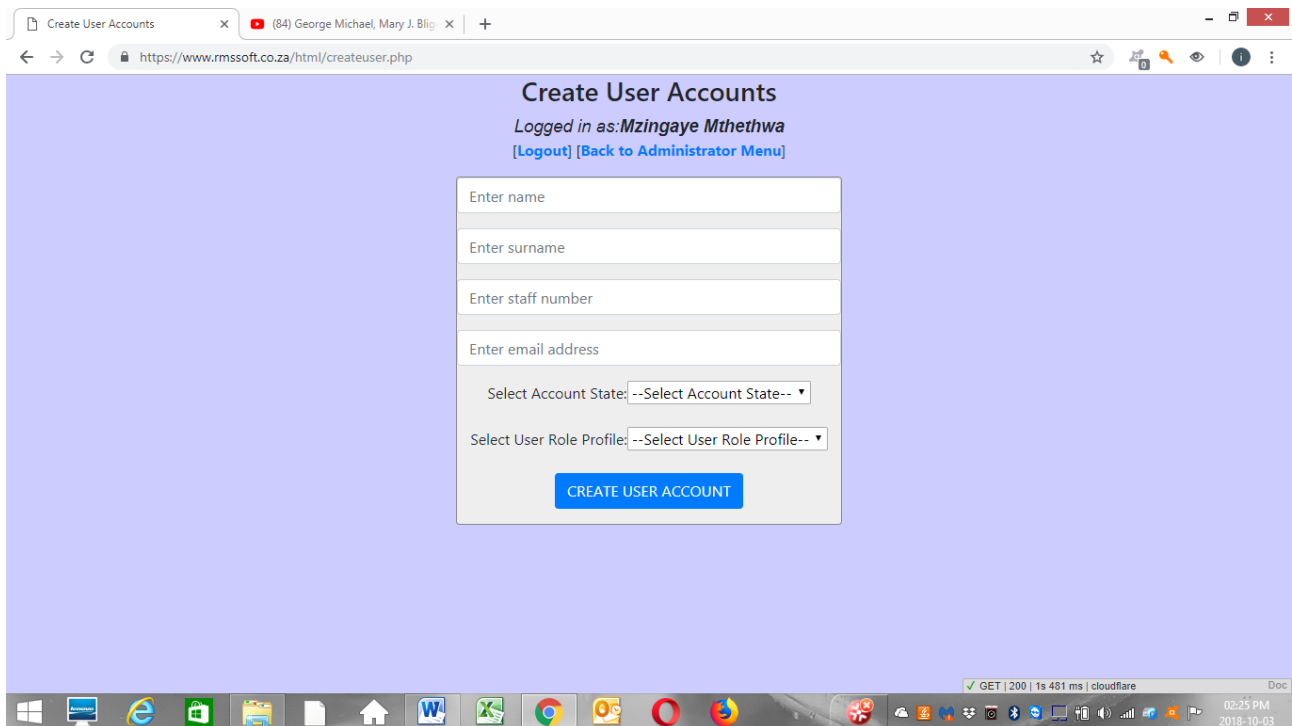 Create User Accounts
(84) George Michael, Mary J. Blig
https://www.rmssoft.co.za/html/createuser.php
0
i
Create User Accounts
Logged in as:Mzingaye Mthethwa
[Logout] [Back to Administrator Menu]
Enter name
Enter surname
Enter staff number
Enter email address
Select Account State: --Select Account State--
Select User Role Profile: --Select User Role Profile--
CREATE USER ACCOUNT
✓ GET | 200 | 1s 481 ms | cloudflare Doc
02:25 PM
2018-10-03